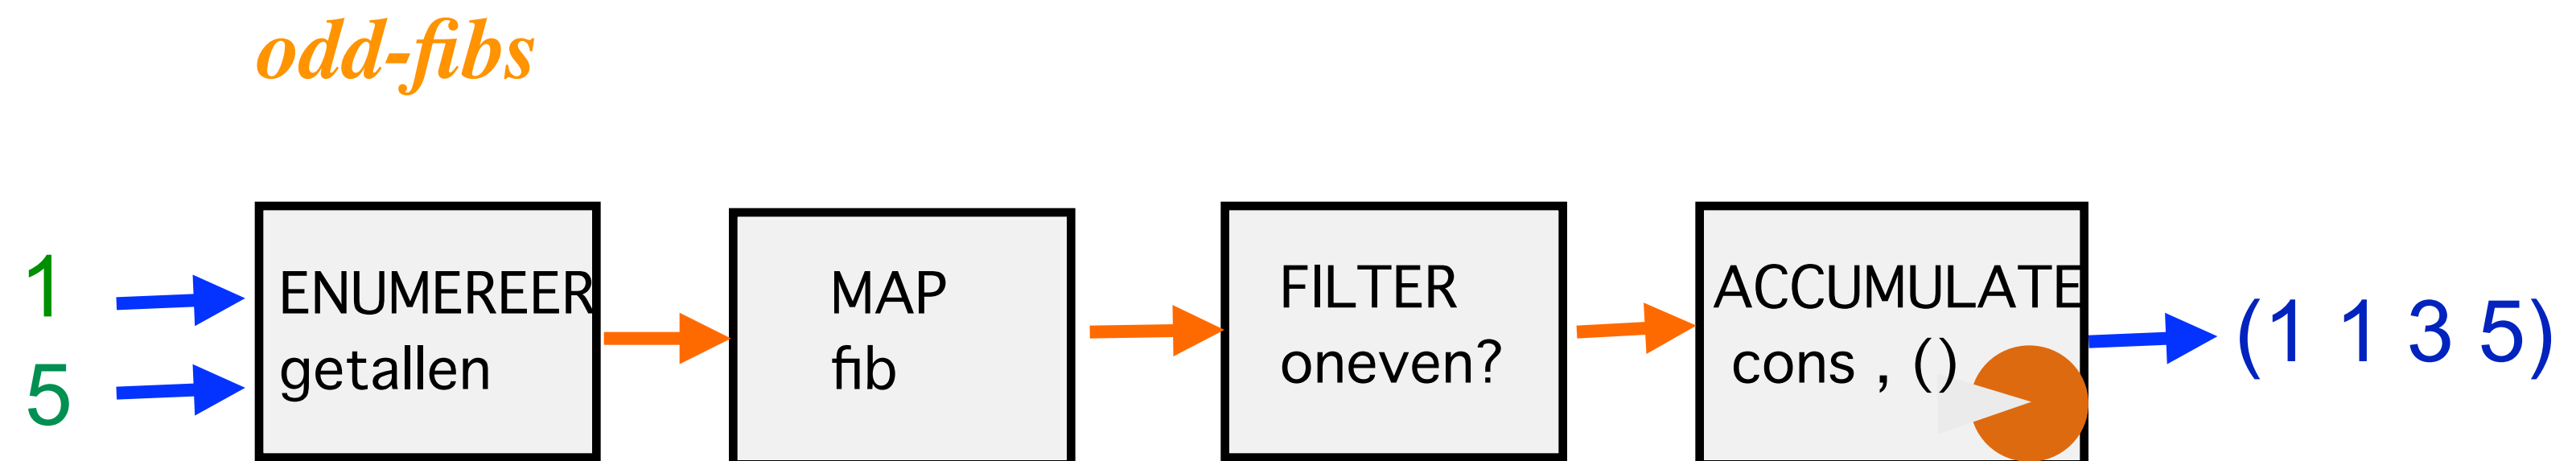 odd-fibs
1
5
ENUMEREER
getallen
MAP
fib
FILTER
oneven?
ACCUMULATE
cons , ()
(1 1 3 5)